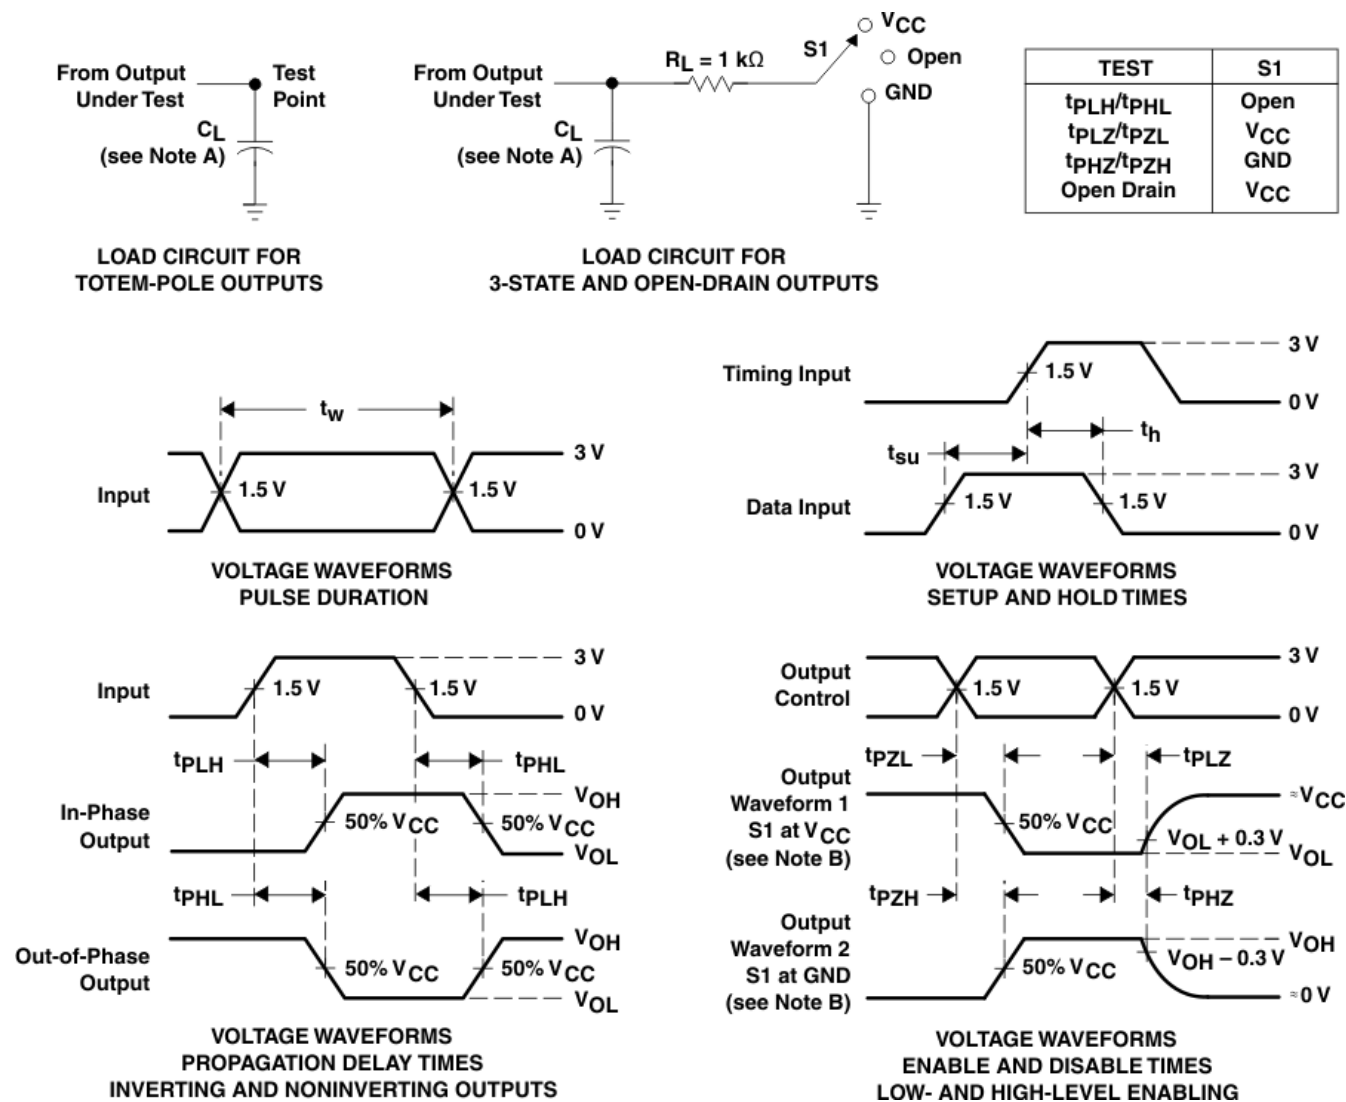 From Output
Under Test
Test
Point
CL
(see Note A)
LOAD CIRCUIT FOR
TOTEM-POLE OUTPUTS
From Output
Under Test
RL = 1 kΩ
S1
VCC
Open
GND
CL
(see Note A)
LOAD CIRCUIT FOR
3-STATE AND OPEN-DRAIN OUTPUTS
TEST S1
tPLH/tPHL Open
tPLZ/tPZL VCC
tPHZ/tPZH GND
Open Drain VCC
tw
Input
1.5 V
1.5 V
3 V
0 V
VOLTAGE WAVEFORMS
PULSE DURATION
Timing Input
1.5 V
3 V
0 V
th
tsu
Data Input
1.5 V
1.5 V
3 V
0 V
VOLTAGE WAVEFORMS
SETUP AND HOLD TIMES
Input
1.5 V
1.5 V
3 V
0 V
tPLH
tPHL
In-Phase
Output
50% VCC
50% VCC
VOH
VOL
tPHL
tPLH
Out-of-Phase
Output
50% VCC
50% VCC
VOH
VOL
VOLTAGE WAVEFORMS
PROPAGATION DELAY TIMES
INVERTING AND NONINVERTING OUTPUTS
Output
Control
1.5 V
1.5 V
3 V
0 V
tPZL
tPLZ
Output
Waveform 1
S1 at VCC
(see Note B)
50% VCC
VOL + 0.3 V
≈VCC
VOL
tPZH
tPHZ
Output
Waveform 2
S1 at GND
(see Note B)
50% VCC
VOH − 0.3 V
VOH
≈0 V
VOLTAGE WAVEFORMS
ENABLE AND DISABLE TIMES
LOW- AND HIGH-LEVEL ENABLING